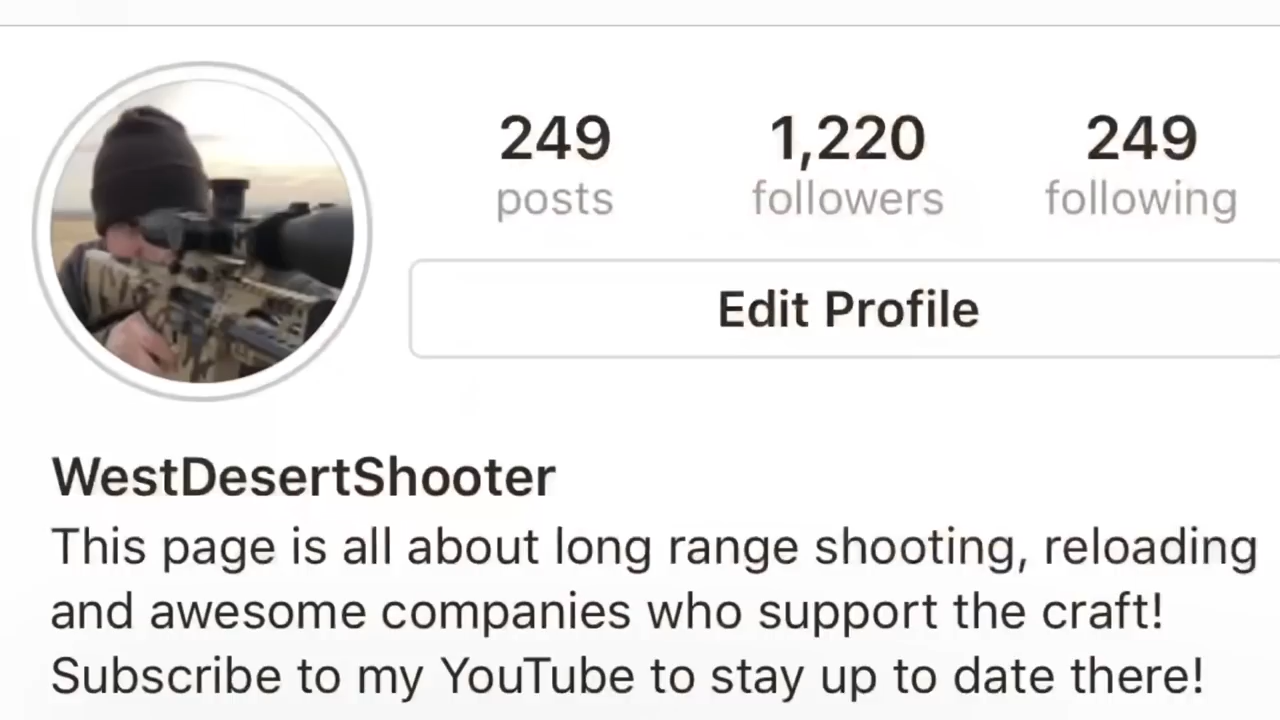 249 1,220 249
posts followers following
Edit Profile
WestDesertShooter
This page is all about long range shooting, reloading
and awesome companies who support the craft!
Subscribe to my YouTube to stay up to date there!